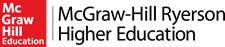 Mc
Graw
Hill
Education
McGraw-Hill Ryerson
Higher Education